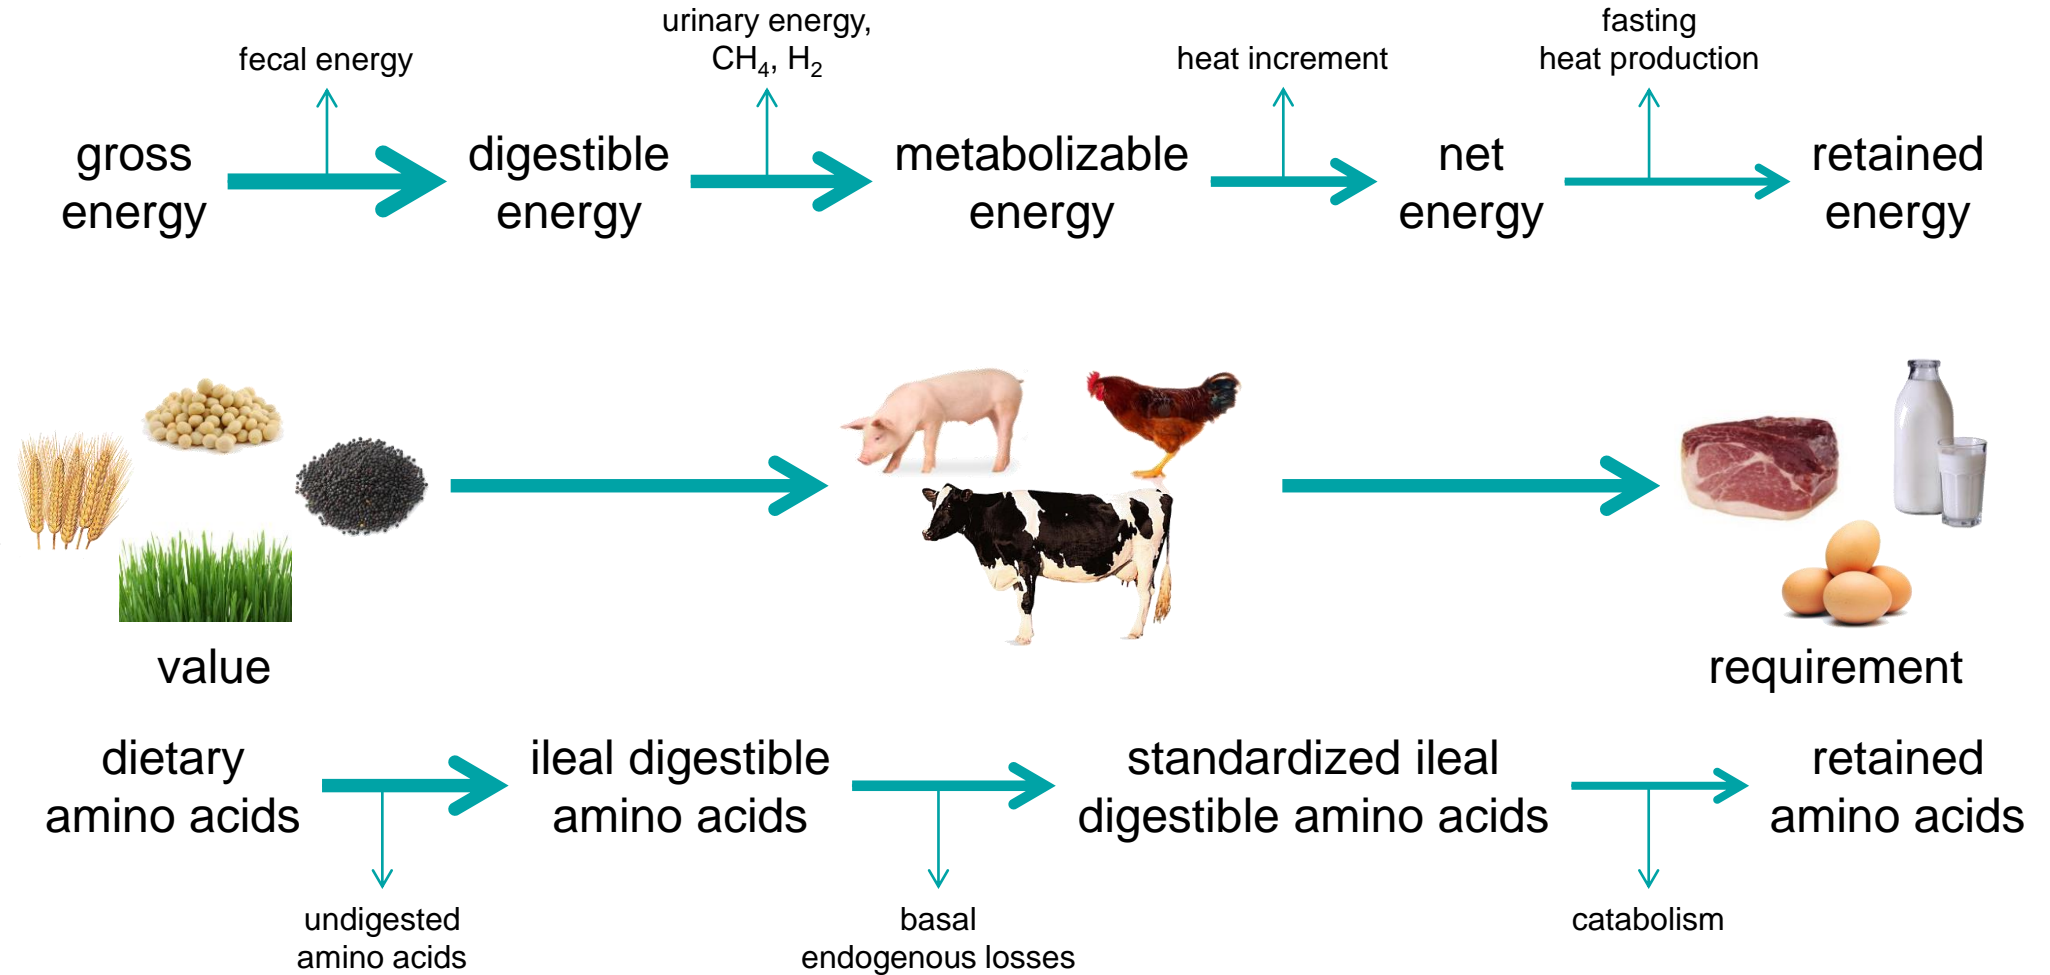 fecal energy
urinary energy,
CH₄, H₂
heat increment
fasting
heat production
gross
energy
digestible
energy
metabolizable
energy
net
energy
retained
energy
value
requirement
dietary
amino acids
ileal digestible
amino acids
standardized ileal
digestible amino acids
retained
amino acids
undigested
amino acids
basal
endogenous losses
catabolism